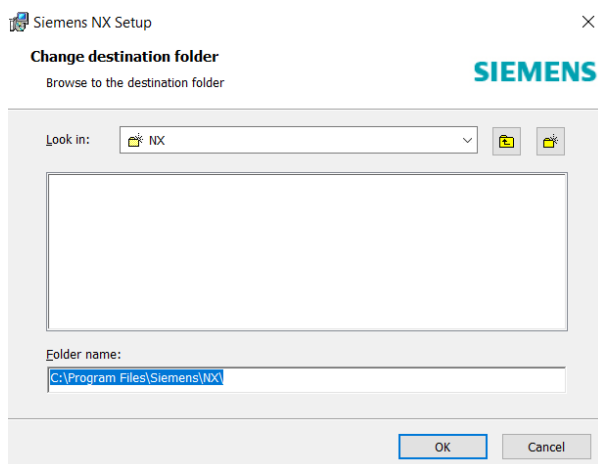 Siemens NX Setup
Change destination folder
Browse to the destination folder
SIEMENS
Look in:
NX
Folder name:
C:\Program Files\Siemens\NX\
OK
Cancel